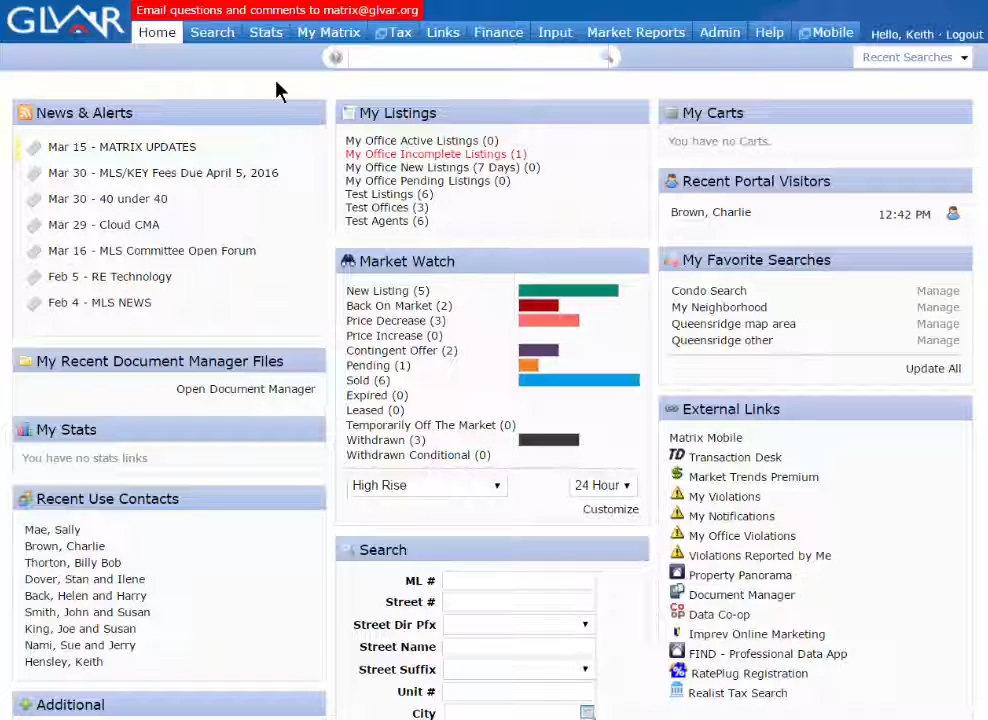 GLVAR
Email questions and comments to matrix@glvar.org
Home Search Stats My Matrix Tax Links Finance Input Market Reports Admin Help Mobile
Hello, Keith · Logout
Recent Searches
News & Alerts
Mar 15 - MATRIX UPDATES
Mar 30 - MLS/KEY Fees Due April 5, 2016
Mar 30 - 40 under 40
Mar 29 - Cloud CMA
Mar 16 - MLS Committee Open Forum
Feb 5 - RE Technology
Feb 4 - MLS NEWS
My Recent Document Manager Files
Open Document Manager
My Stats
You have no stats links
Recent Use Contacts
Mae, Sally
Brown, Charlie
Thorton, Billy Bob
Dover, Stan and Ilene
Back, Helen and Harry
Smith, John and Susan
King, Joe and Susan
Nami, Sue and Jerry
Hensley, Keith
Additional
My Listings
My Office Active Listings (0)
My Office Incomplete Listings (1)
My Office New Listings (7 Days) (0)
My Office Pending Listings (0)
Test Listings (6)
Test Offices (3)
Test Agents (6)
Market Watch
New Listing (5)
Back On Market (2)
Price Decrease (3)
Price Increase (0)
Contingent Offer (2)
Pending (1)
Sold (6)
Expired (0)
Leased (0)
Temporarily Off The Market (0)
Withdrawn (3)
Withdrawn Conditional (0)
High Rise 24 Hour
Customize
Search
ML #
Street #
Street Dir Pfx
Street Name
Street Suffix
Unit #
City
My Carts
You have no Carts.
Recent Portal Visitors
Brown, Charlie 12:42 PM
My Favorite Searches
Condo Search Manage
My Neighborhood Manage
Queensridge map area Manage
Queensridge other Manage
Update All
External Links
Matrix Mobile
TD Transaction Desk
Market Trends Premium
My Violations
My Notifications
My Office Violations
Violations Reported by Me
Property Panorama
Document Manager
Data Co-op
Imprev Online Marketing
FIND - Professional Data App
RatePlug Registration
Realist Tax Search